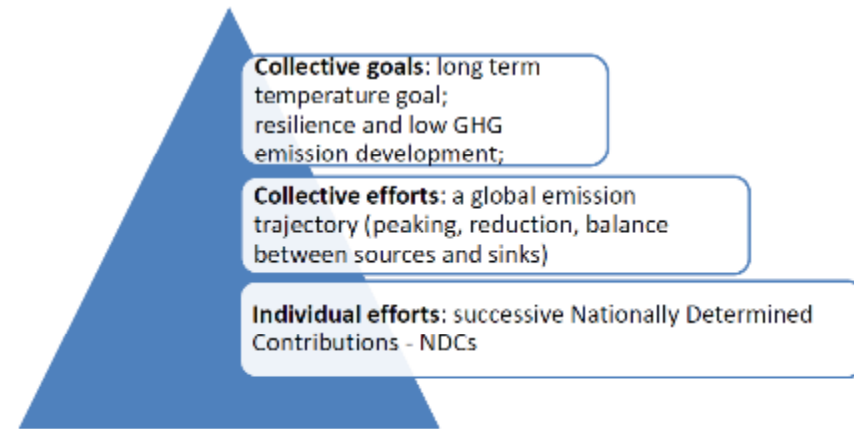 Collective goals: long term
temperature goal;
resilience and low GHG
emission development;
Collective efforts: a global emission
trajectory (peaking, reduction, balance
between sources and sinks)
Individual efforts: successive Nationally Determined
Contributions - NDCs